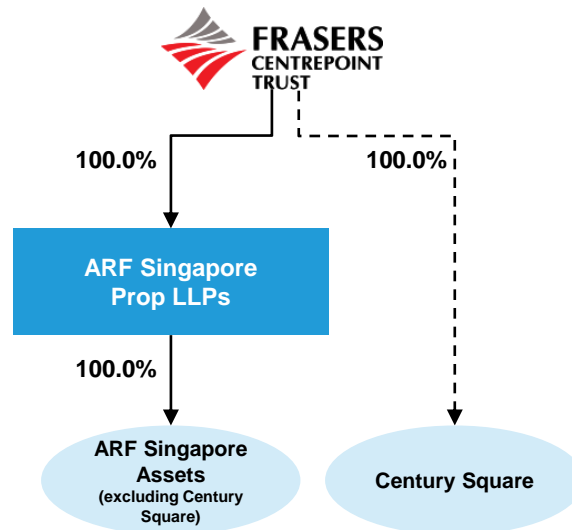 FRASERS
CENTREPOINT
TRUST
100.0%
100.0%
ARF Singapore
Prop LLPs
100.0%
ARF Singapore
Assets
(excluding Century
Square)
Century Square